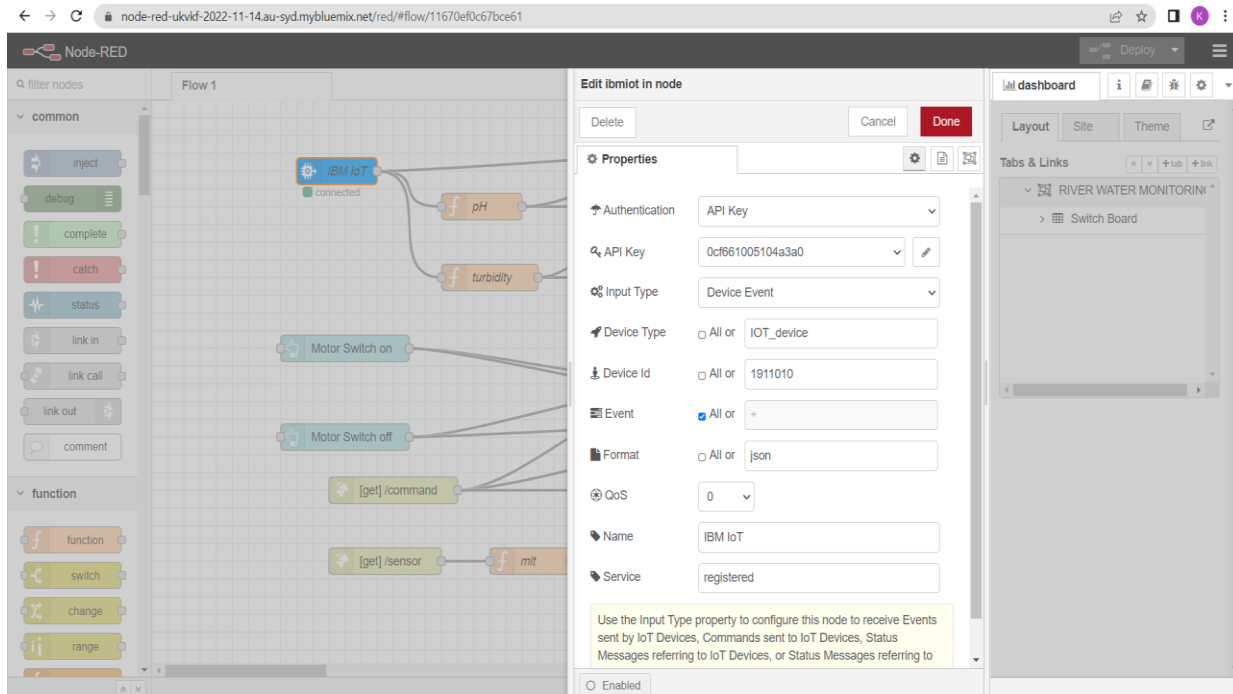 node-red-ukvkf-2022-11-14.au-syd.mybluemix.net/red/#flow/11670ef0c67bce61
K
Node-RED
Deploy
filter nodes
Flow 1
common
inject
debug
complete
catch
status
link in
link call
link out
comment
function
function
switch
change
range
IBM IoT
connected
pH
turbidity
Motor Switch on
Motor Switch off
[get] /command
[get] /sensor
mit
Edit ibmiot in node
Delete
Cancel
Done
Properties
Authentication
API Key
API Key
0cf661005104a3a0
Input Type
Device Event
Device Type
All or
IOT_device
Device Id
All or
1911010
Event
All or
+
Format
All or
json
QoS
0
Name
IBM IoT
Service
registered
Use the Input Type property to configure this node to receive Events
sent by IoT Devices, Commands sent to IoT Devices, Status
Messages referring to IoT Devices, or Status Messages referring to
Enabled
dashboard
i
Layout
Site
Theme
Tabs & Links
+tab
+link
RIVER WATER MONITORING
Switch Board